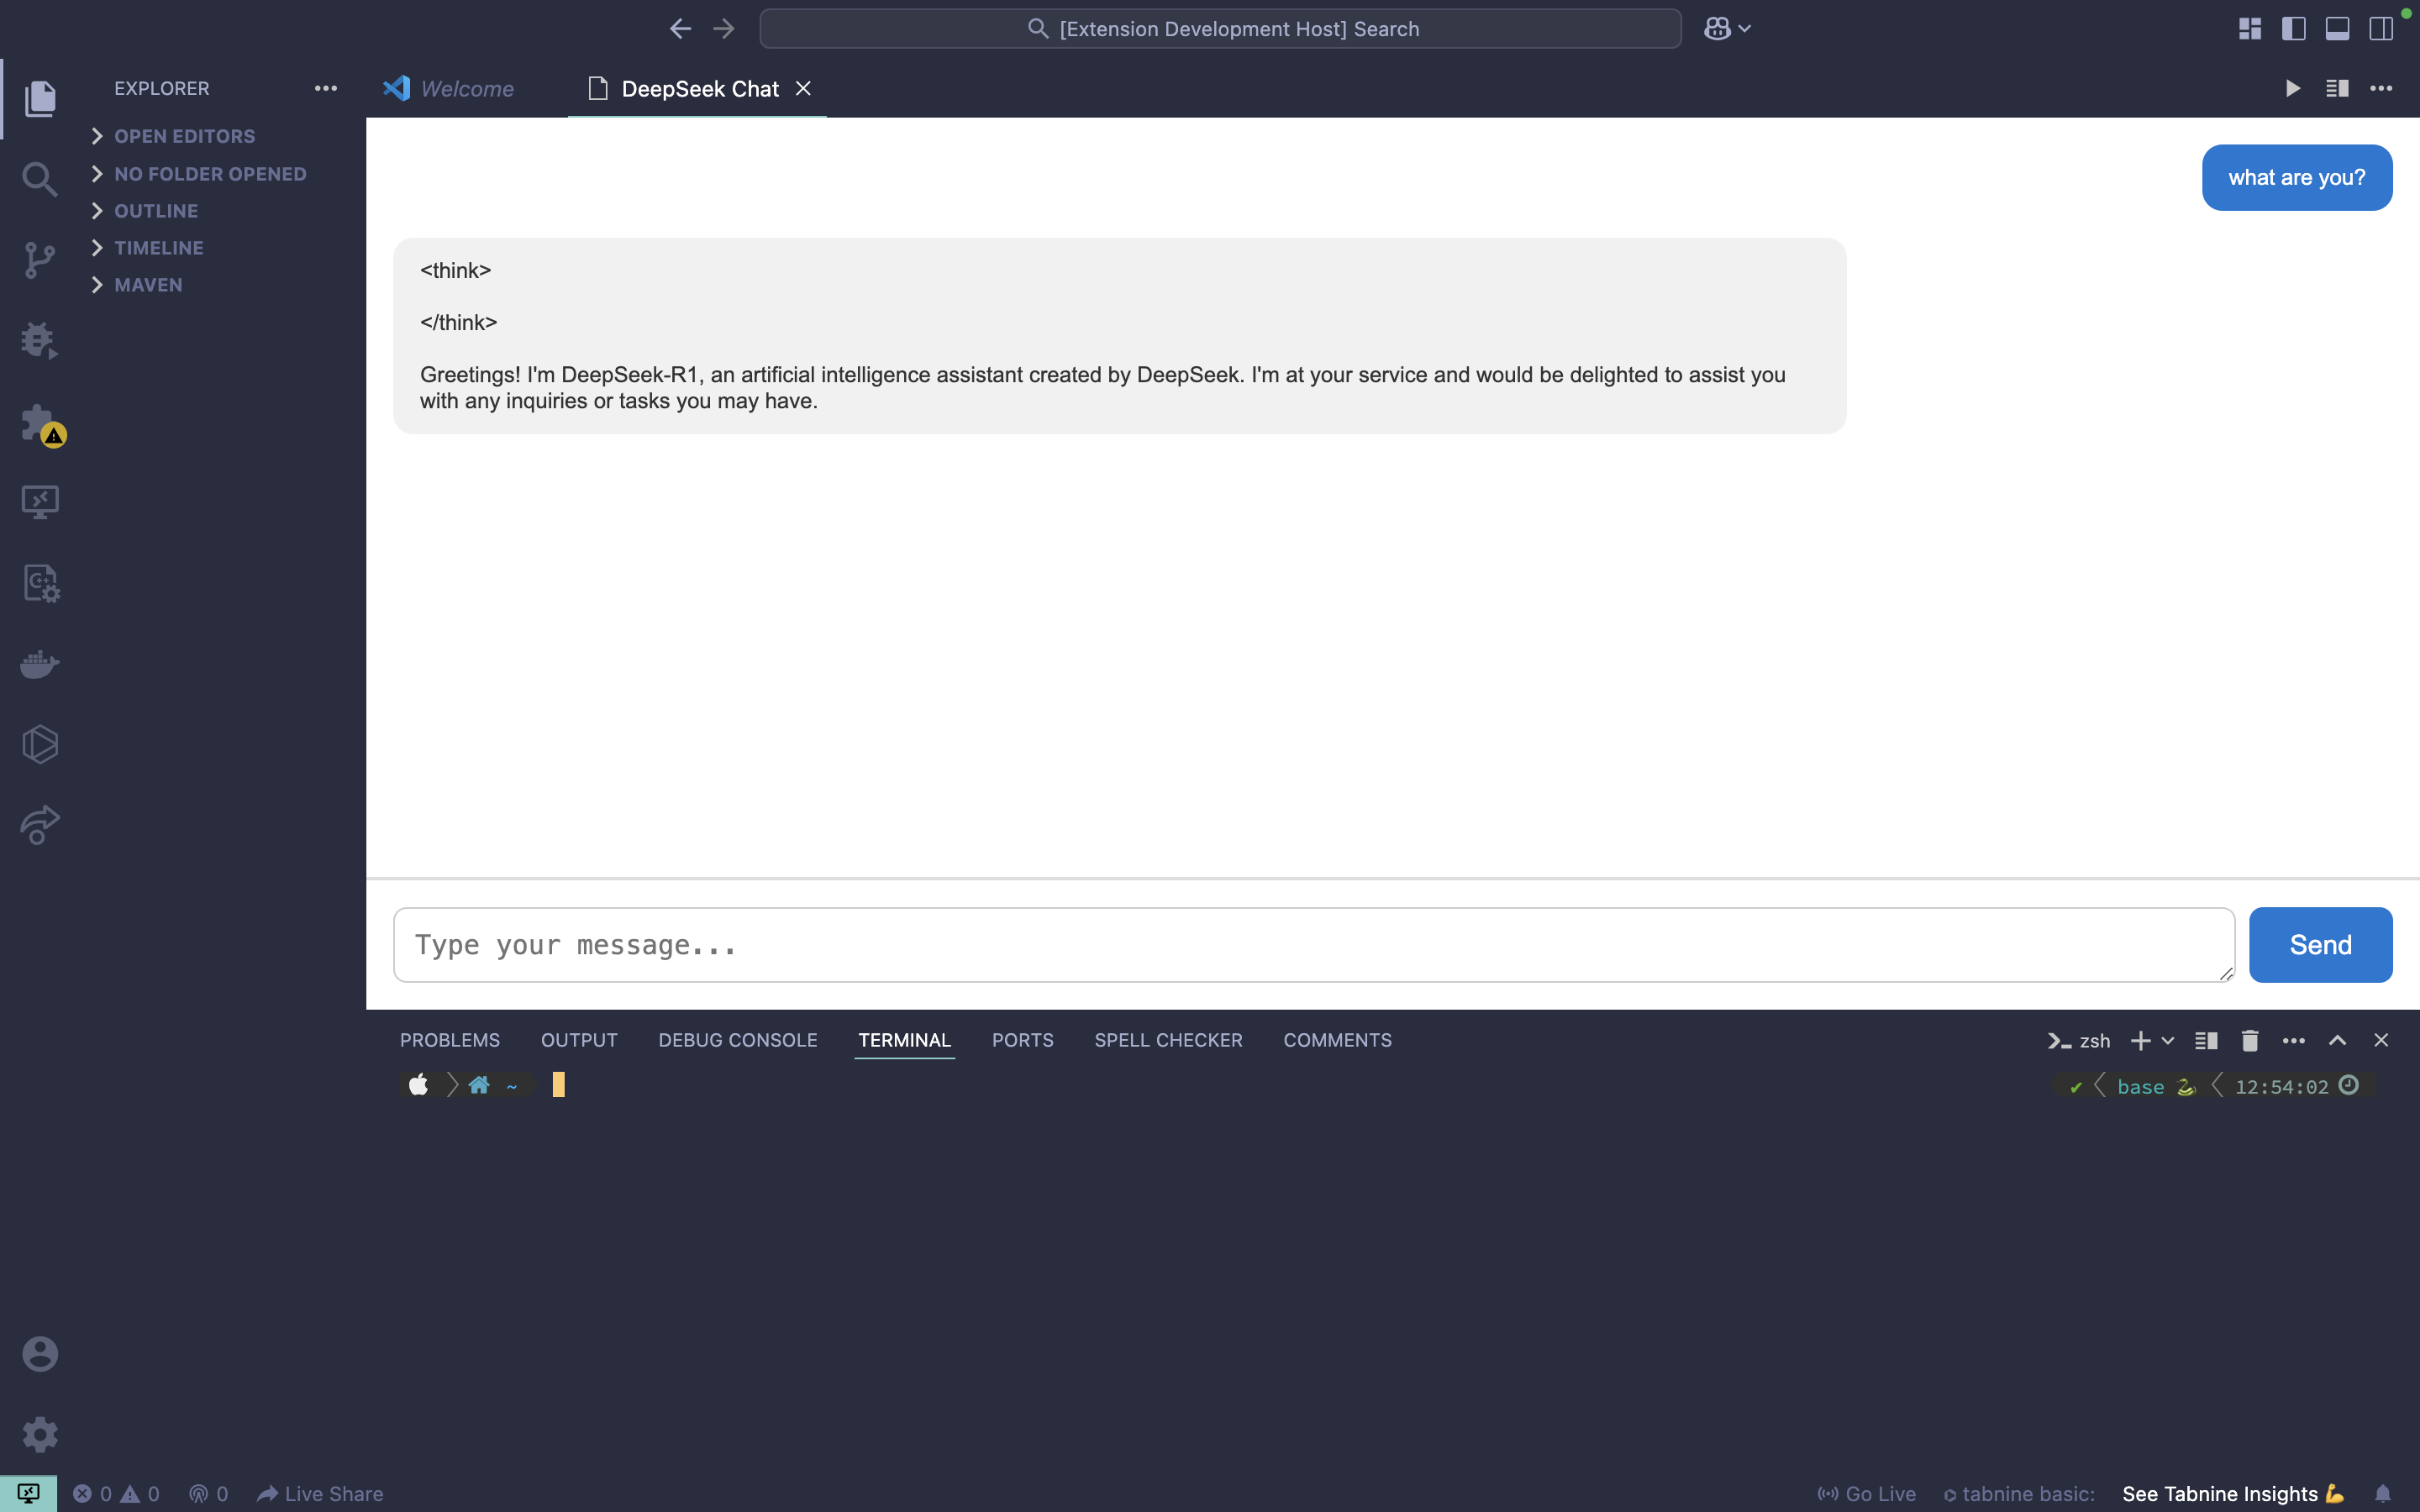 [Extension Development Host] Search
EXPLORER
Welcome
DeepSeek Chat
OPEN EDITORS
NO FOLDER OPENED
OUTLINE
TIMELINE
MAVEN
what are you?
<think>
</think>
Greetings! I'm DeepSeek-R1, an artificial intelligence assistant created by DeepSeek. I'm at your service and would be delighted to assist you
with any inquiries or tasks you may have.
Type your message...
Send
PROBLEMS OUTPUT DEBUG CONSOLE TERMINAL PORTS SPELL CHECKER COMMENTS
zsh
~
✔ base 12:54:02
0 0 0 Live Share
Go Live tabnine basic: See Tabnine Insights 💪